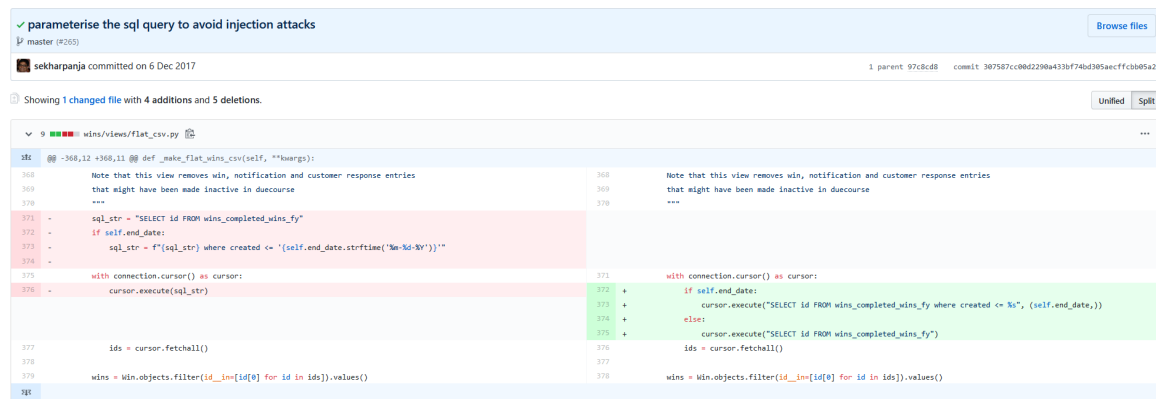 parameterise the sql query to avoid injection attacks
Browse files
master (#265)
sekharpanja committed on 6 Dec 2017
1 parent 97c8cd8 commit 307587cc00d2290a433bf74bd305aecffcbb05a2
Showing 1 changed file with 4 additions and 5 deletions.
Unified Split
9 wins/views/flat_csv.py
@@ -368,12 +368,11 @@ def _make_flat_wins_csv(self, **kwargs):
368 Note that this view removes win, notification and customer response entries
369 that might have been made inactive in duecourse
370 """
371 - sql_str = "SELECT id FROM wins_completed_wins_fy"
372 - if self.end_date:
373 - sql_str = f"{sql_str} where created <= '{self.end_date.strftime('%m-%d-%Y')}'"
374 -
375 with connection.cursor() as cursor:
376 - cursor.execute(sql_str)
377 ids = cursor.fetchall()
378
379 wins = Win.objects.filter(id__in=[id[0] for id in ids]).values()
368 Note that this view removes win, notification and customer response entries
369 that might have been made inactive in duecourse
370 """
371 with connection.cursor() as cursor:
372 + if self.end_date:
373 + cursor.execute("SELECT id FROM wins_completed_wins_fy where created <= %s", (self.end_date,))
374 + else:
375 + cursor.execute("SELECT id FROM wins_completed_wins_fy")
376 ids = cursor.fetchall()
377
378 wins = Win.objects.filter(id__in=[id[0] for id in ids]).values()